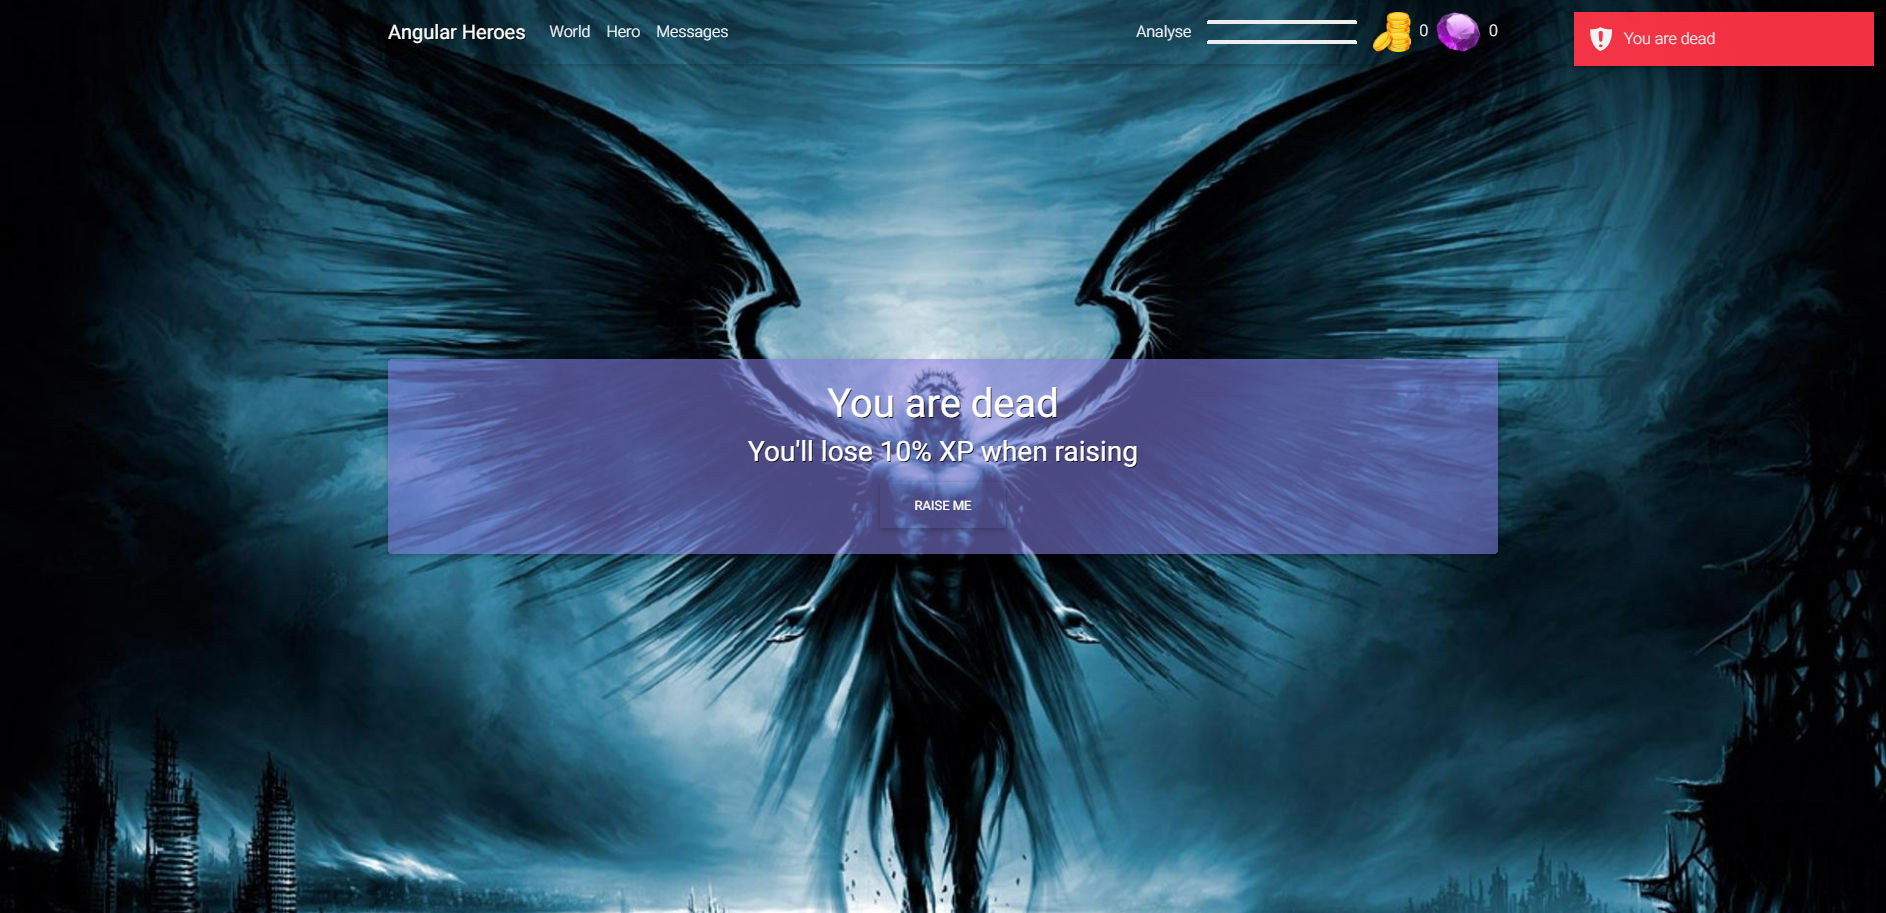 Angular Heroes World Hero Messages Analyse 0 0
You are dead
You are dead
You'll lose 10% XP when raising
RAISE ME